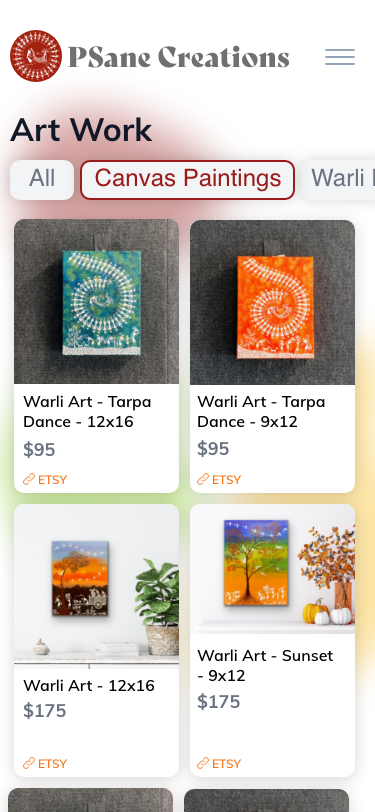 PSane Creations
Art Work
All
Canvas Paintings
Warli
Warli Art - Tarpa
Dance - 12x16
$95
ETSY
Warli Art - Tarpa
Dance - 9x12
$95
ETSY
Warli Art - 12x16
$175
ETSY
Warli Art - Sunset
- 9x12
$175
ETSY